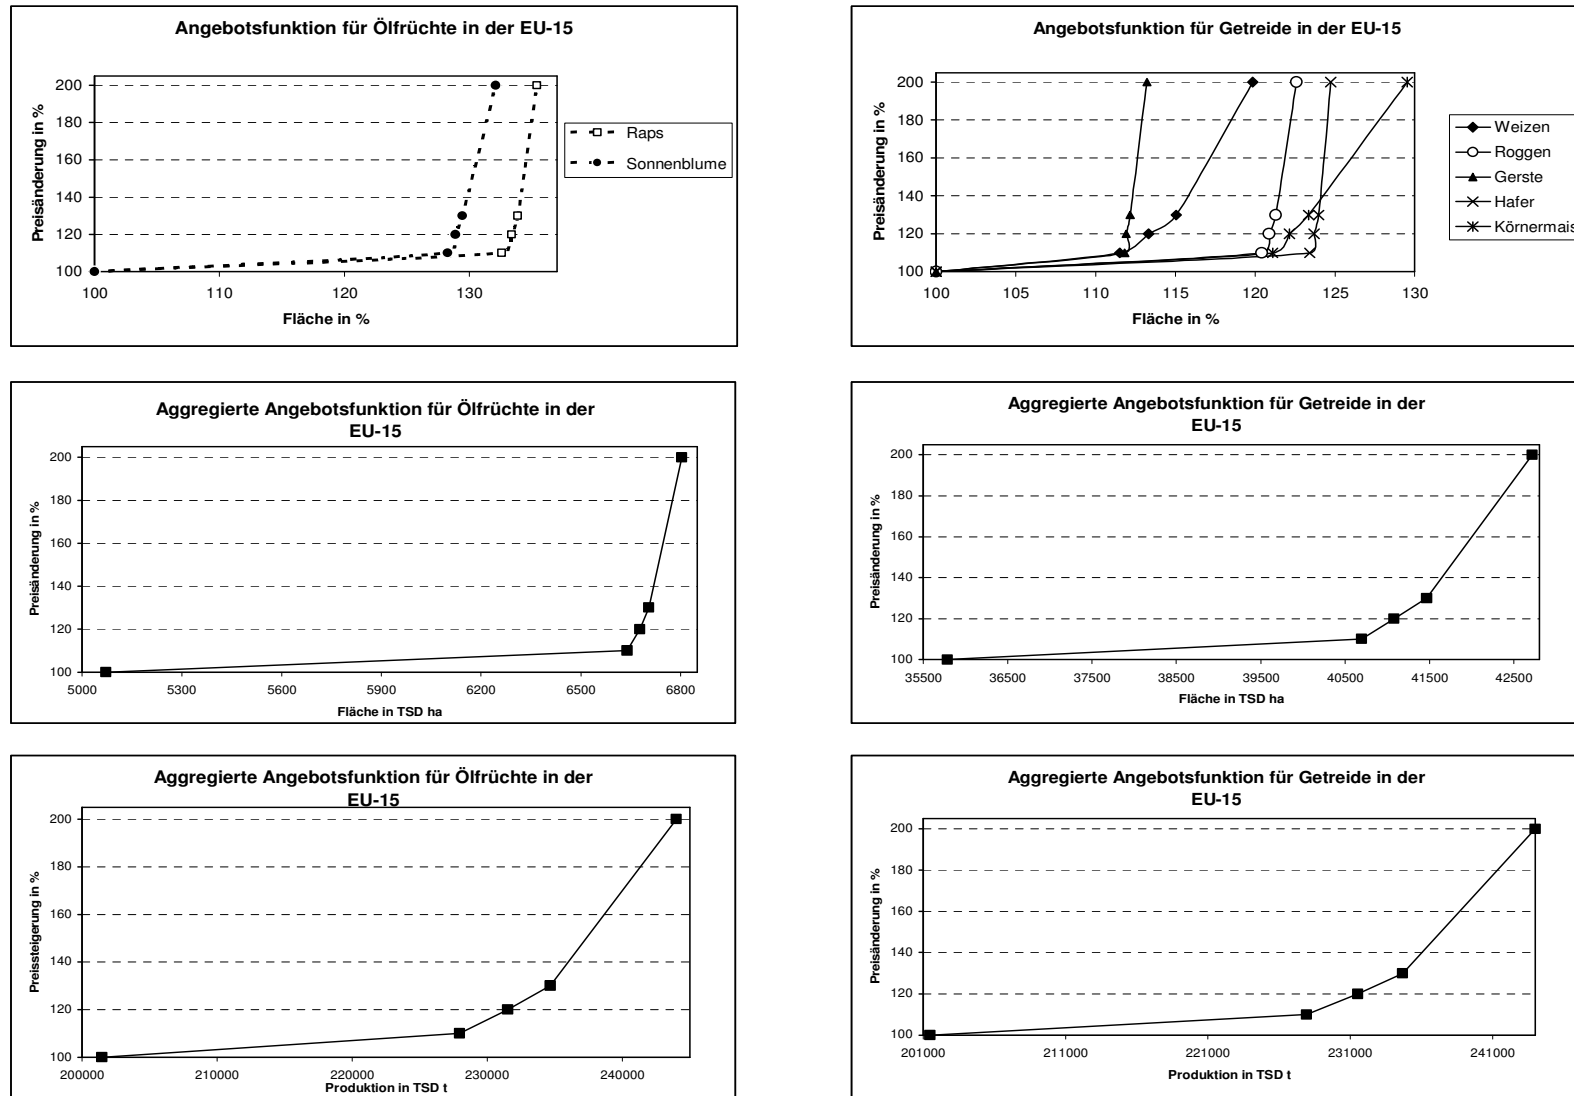 Angebotsfunktion für Ölfrüchte in der EU-15
Preisänderung in %
200
180
160
140
120
100
100 110 120 130
Fläche in %
Raps
Sonnenblume
Angebotsfunktion für Getreide in der EU-15
Preisänderung in %
200
180
160
140
120
100
100 105 110 115 120 125 130
Fläche in %
Weizen
Roggen
Gerste
Hafer
Körnermais
Aggregierte Angebotsfunktion für Ölfrüchte in der
EU-15
Preisänderung in %
200
180
160
140
120
100
5000 5300 5600 5900 6200 6500 6800
Fläche in TSD ha
Aggregierte Angebotsfunktion für Getreide in der
EU-15
Preisänderung in %
200
180
160
140
120
100
35500 36500 37500 38500 39500 40500 41500 42500
Fläche in TSD ha
Aggregierte Angebotsfunktion für Ölfrüchte in der
EU-15
Preissteigerung in %
200
180
160
140
120
100
200000 210000 220000 230000 240000
Produktion in TSD t
Aggregierte Angebotsfunktion für Getreide in der
EU-15
Preisänderung in %
200
180
160
140
120
100
201000 211000 221000 231000 241000
Produktion in TSD t